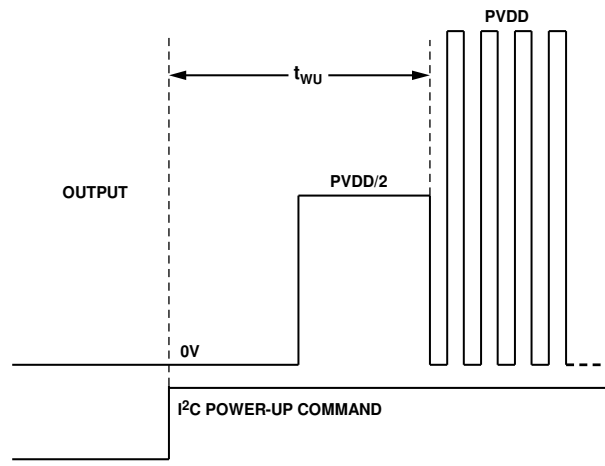 PVDD
tWU
PVDD/2
OUTPUT
0V
I²C POWER-UP COMMAND